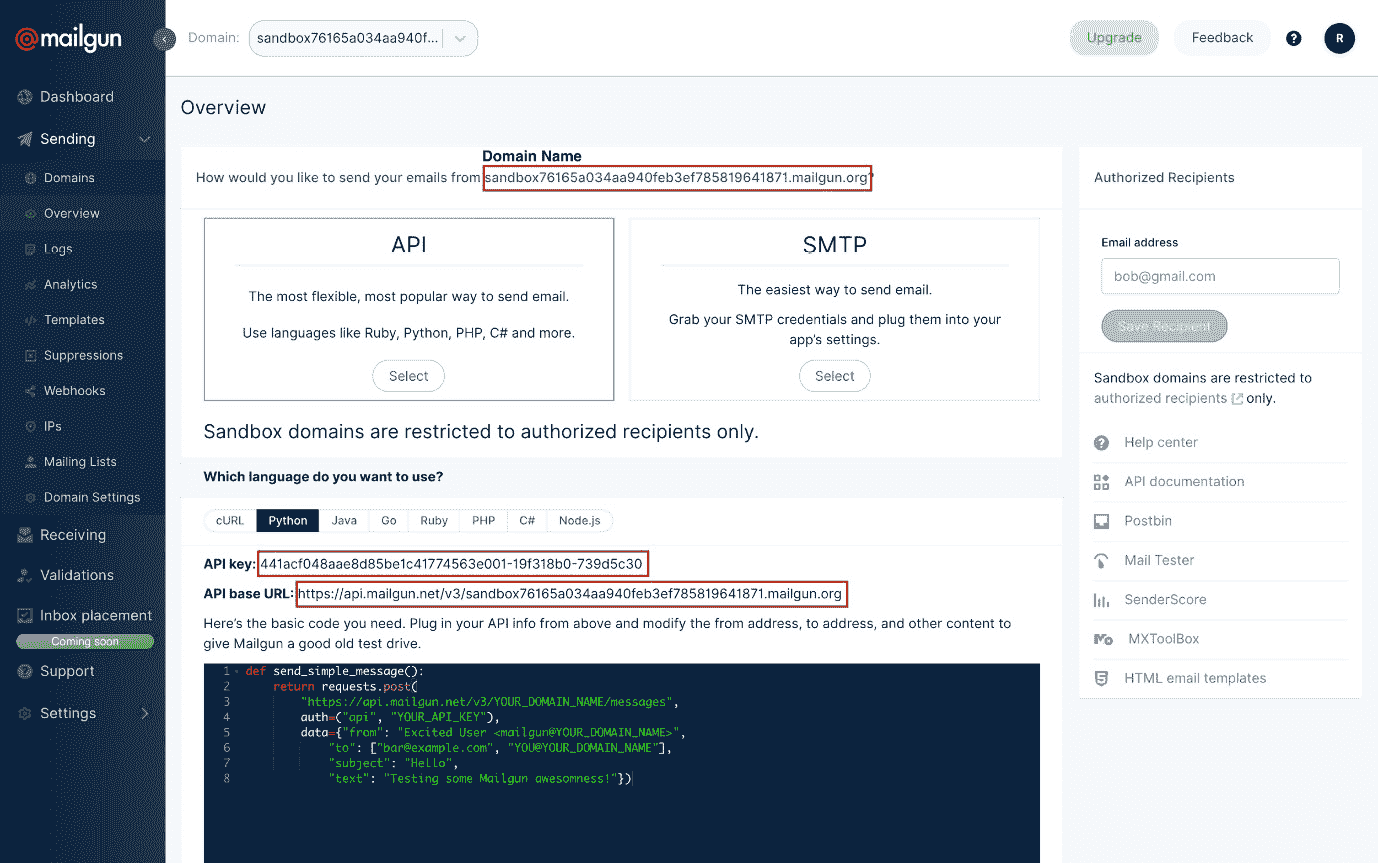 mailgun
Domain:
sandbox76165a034aa940f...
Upgrade
Feedback
?
R
Dashboard
Sending
Domains
Overview
Logs
Analytics
Templates
Suppressions
Webhooks
IPs
Mailing Lists
Domain Settings
Receiving
Validations
Inbox placement
Coming soon
Support
Settings
Overview
Domain Name
How would you like to send your emails from sandbox76165a034aa940feb3ef785819641871.mailgun.org?
API
The most flexible, most popular way to send email.
Use languages like Ruby, Python, PHP, C# and more.
Select
SMTP
The easiest way to send email.
Grab your SMTP credentials and plug them into your
app's settings.
Select
Sandbox domains are restricted to authorized recipients only.
Which language do you want to use?
cURL Python Java Go Ruby PHP C# Node.js
API key: 441acf048aae8d85be1c41774563e001-19f318b0-739d5c30
API base URL: https://api.mailgun.net/v3/sandbox76165a034aa940feb3ef785819641871.mailgun.org
Here's the basic code you need. Plug in your API info from above and modify the from address, to address, and other content to
give Mailgun a good old test drive.
1 def send_simple_message():
2 return requests.post(
3 "https://api.mailgun.net/v3/YOUR_DOMAIN_NAME/messages",
4 auth=("api", "YOUR_API_KEY"),
5 data={"from": "Excited User <mailgun@YOUR_DOMAIN_NAME>",
6 "to": ["bar@example.com", "YOU@YOUR_DOMAIN_NAME"],
7 "subject": "Hello",
8 "text": "Testing some Mailgun awesomness!"})
Authorized Recipients
Email address
bob@gmail.com
Save Recipient
Sandbox domains are restricted to
authorized recipients only.
Help center
API documentation
Postbin
Mail Tester
SenderScore
MXToolBox
HTML email templates